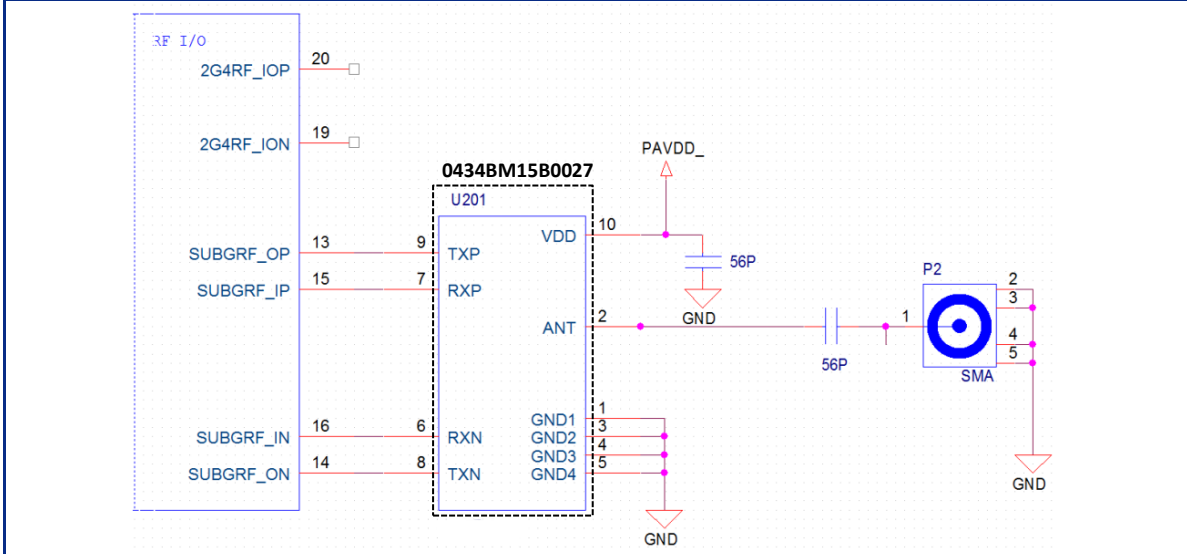 RF I/O
2G4RF_IOP 20
2G4RF_ION 19
SUBGRF_OP 13
SUBGRF_IP 15
SUBGRF_IN 16
SUBGRF_ON 14
0434BM15B0027
U201
9 TXP
7 RXP
6 RXN
8 TXN
VDD 10
ANT 2
GND1 1
GND2 3
GND3 4
GND4 5
GND
PAVDD_
56P
GND
56P
P2
1
2
3
4
5
SMA
GND